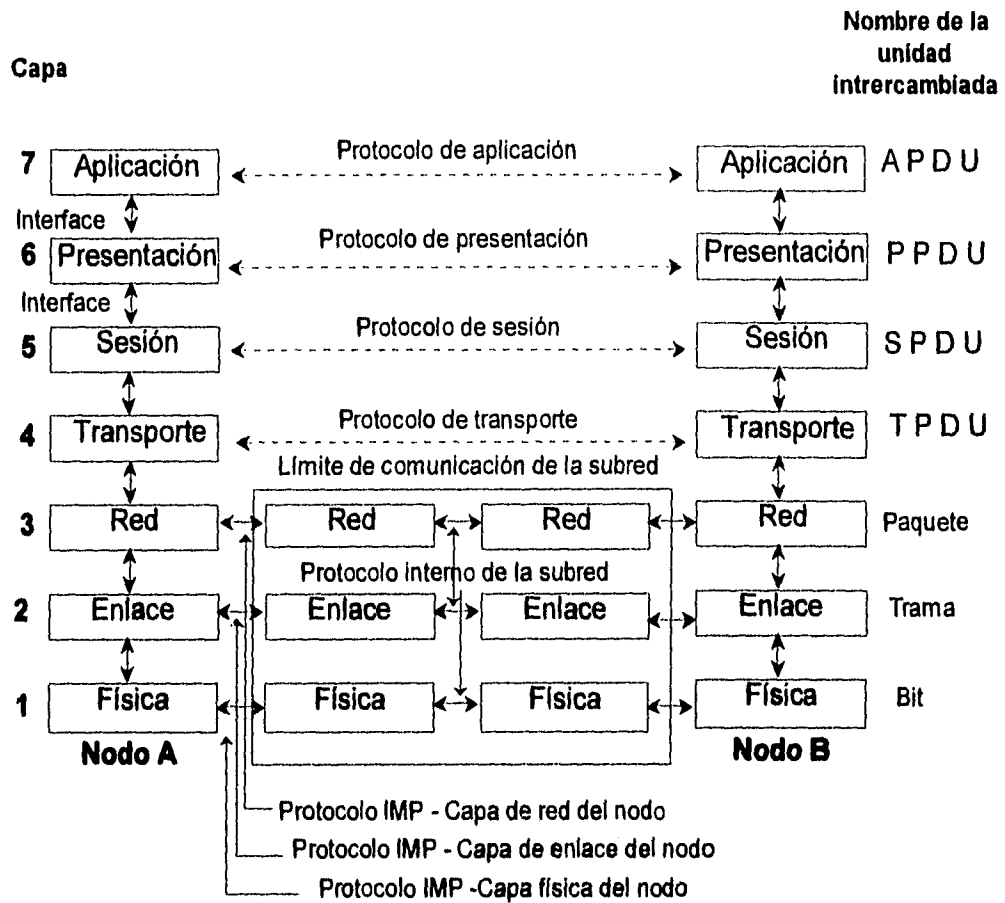 Nombre de la
unidad
intrercambiada
Capa
7 Aplicación Protocolo de aplicación Aplicación A P D U
Interface
6 Presentación Protocolo de presentación Presentación P P D U
Interface
5 Sesión Protocolo de sesión Sesión S P D U
4 Transporte Protocolo de transporte Transporte T P D U
Límite de comunicación de la subred
3 Red Red Red Red Paquete
Protocolo interno de la subred
2 Enlace Enlace Enlace Enlace Trama
1 Física Física Física Física Bit
Nodo A Nodo B
Protocolo IMP - Capa de red del nodo
Protocolo IMP - Capa de enlace del nodo
Protocolo IMP -Capa física del nodo